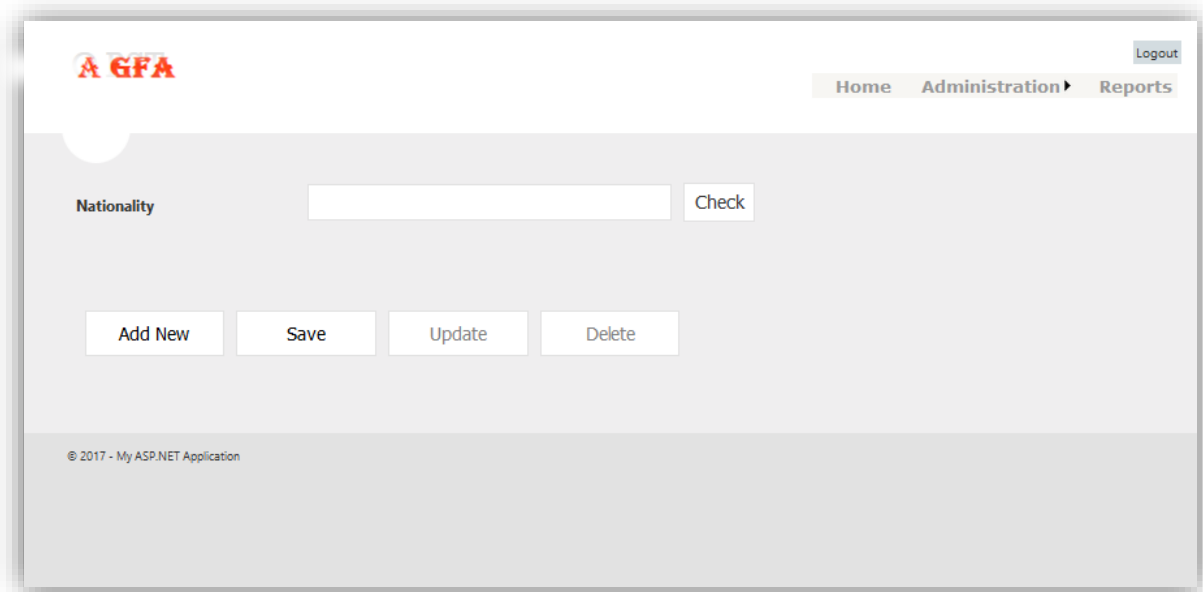 A GFA
Logout
Home Administration Reports
Nationality
Check
Add New Save Update Delete
© 2017 - My ASP.NET Application